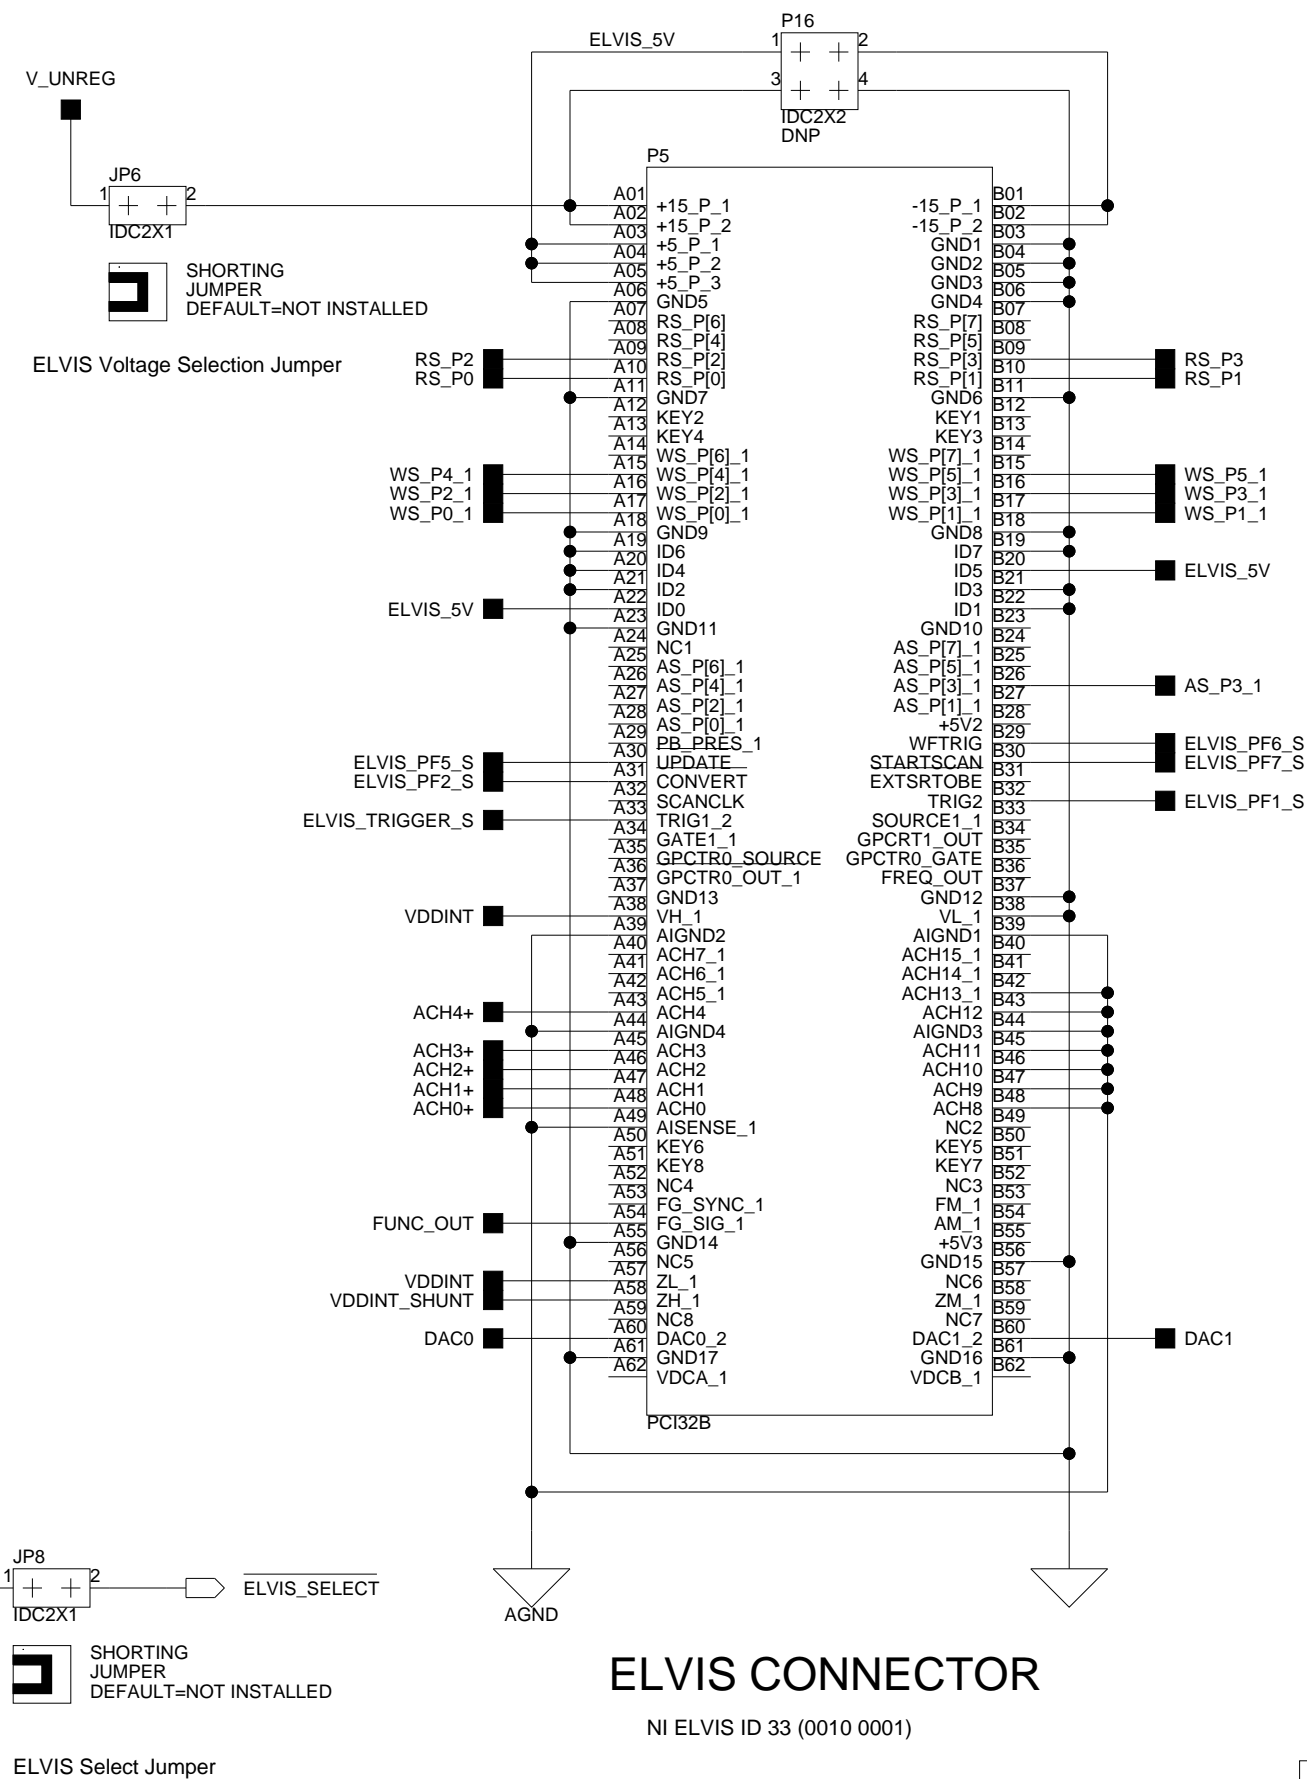 P16
ELVIS_5V
1 2
3 4
IDC2X2
DNP
V_UNREG
JP6
1 2
IDC2X1
SHORTING
JUMPER
DEFAULT=NOT INSTALLED
ELVIS Voltage Selection Jumper
P5
A01 +15_P_1 -15_P_1 B01
A02 +15_P_2 -15_P_2 B02
A03 +5_P_1 GND1 B03
A04 +5_P_2 GND2 B04
A05 +5_P_3 GND3 B05
A06 GND5 GND4 B06
A07 RS_P[6] RS_P[7] B07
A08 RS_P[4] RS_P[5] B08
RS_P2 A09 RS_P[2] RS_P[3] B09 RS_P3
RS_P0 A10 RS_P[0] RS_P[1] B10 RS_P1
A11 GND7 GND6 B11
A12 KEY2 KEY1 B12
A13 KEY4 KEY3 B13
A14 WS_P[6]_1 WS_P[7]_1 B14
WS_P4_1 A15 WS_P[4]_1 WS_P[5]_1 B15 WS_P5_1
WS_P2_1 A16 WS_P[2]_1 WS_P[3]_1 B16 WS_P3_1
WS_P0_1 A17 WS_P[0]_1 WS_P[1]_1 B17 WS_P1_1
A18 GND9 GND8 B18
A19 ID6 ID7 B19
A20 ID4 ID5 B20 ELVIS_5V
A21 ID2 ID3 B21
ELVIS_5V A22 ID0 ID1 B22
A23 GND11 GND10 B23
A24 NC1 AS_P[7]_1 B24
A25 AS_P[6]_1 AS_P[5]_1 B25
A26 AS_P[4]_1 AS_P[3]_1 B26 AS_P3_1
A27 AS_P[2]_1 AS_P[1]_1 B27
A28 AS_P[0]_1 +5V2 B28
A29 PB_PRES_1 WFTRIG B29 ELVIS_PF6_S
ELVIS_PF5_S A30 UPDATE STARTSCAN B30 ELVIS_PF7_S
ELVIS_PF2_S A31 CONVERT EXTSRTOBE B31
A32 SCANCLK TRIG2 B32 ELVIS_PF1_S
ELVIS_TRIGGER_S A33 TRIG1_2 SOURCE1_1 B33
A34 GATE1_1 GPCRT1_OUT B34
A35 GPCTR0_SOURCE GPCTR0_GATE B35
A36 GPCTR0_OUT_1 FREQ_OUT B36
A37 GND13 GND12 B37
VDDINT A38 VH_1 VL_1 B38
A39 AIGND2 AIGND1 B39
A40 ACH7_1 ACH15_1 B40
A41 ACH6_1 ACH14_1 B41
A42 ACH5_1 ACH13_1 B42
ACH4+ A43 ACH4 ACH12 B43
A44 AIGND4 AIGND3 B44
ACH3+ A45 ACH3 ACH11 B45
ACH2+ A46 ACH2 ACH10 B46
ACH1+ A47 ACH1 ACH9 B47
ACH0+ A48 ACH0 ACH8 B48
A49 AISENSE_1 NC2 B49
A50 KEY6 KEY5 B50
A51 KEY8 KEY7 B51
A52 NC4 NC3 B52
A53 FG_SYNC_1 FM_1 B53
FUNC_OUT A54 FG_SIG_1 AM_1 B54
A55 GND14 +5V3 B55
A56 NC5 GND15 B56
VDDINT A57 ZL_1 NC6 B57
VDDINT_SHUNT A58 ZH_1 ZM_1 B58
A59 NC8 NC7 B59
DAC0 A60 DAC0_2 DAC1_2 B60 DAC1
A61 GND17 GND16 B61
A62 VDCA_1 VDCB_1 B62
PCI32B
JP8
1 2
IDC2X1
ELVIS_SELECT
AGND
SHORTING
JUMPER
DEFAULT=NOT INSTALLED
ELVIS CONNECTOR
NI ELVIS ID 33 (0010 0001)
ELVIS Select Jumper